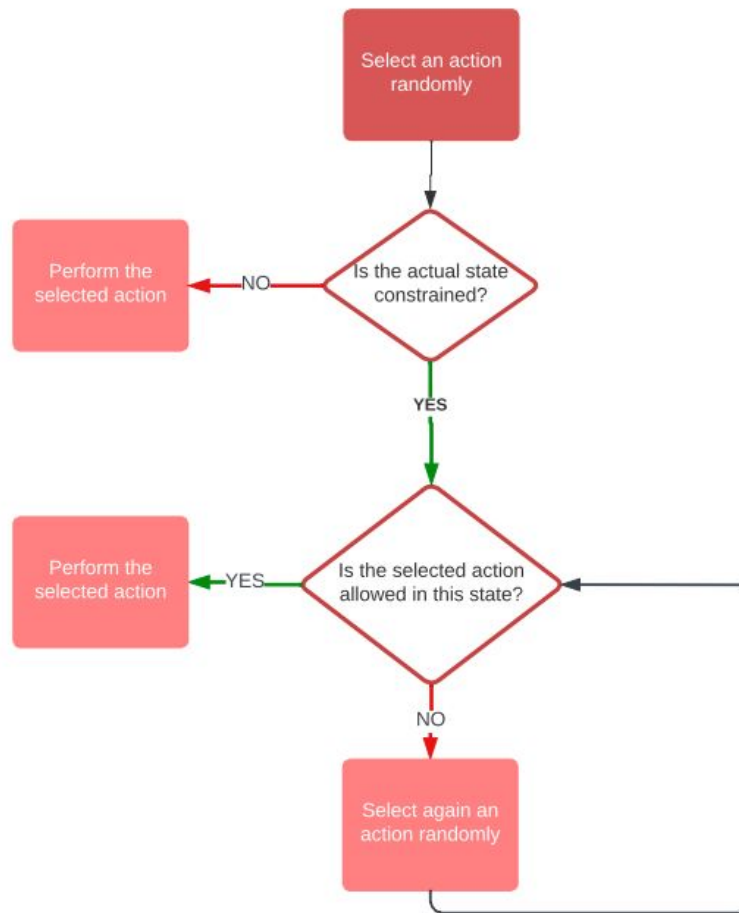 Select an action
randomly
Is the actual state
constrained?
NO
Perform the
selected action
YES
Is the selected action
allowed in this state?
YES
Perform the
selected action
NO
Select again an
action randomly